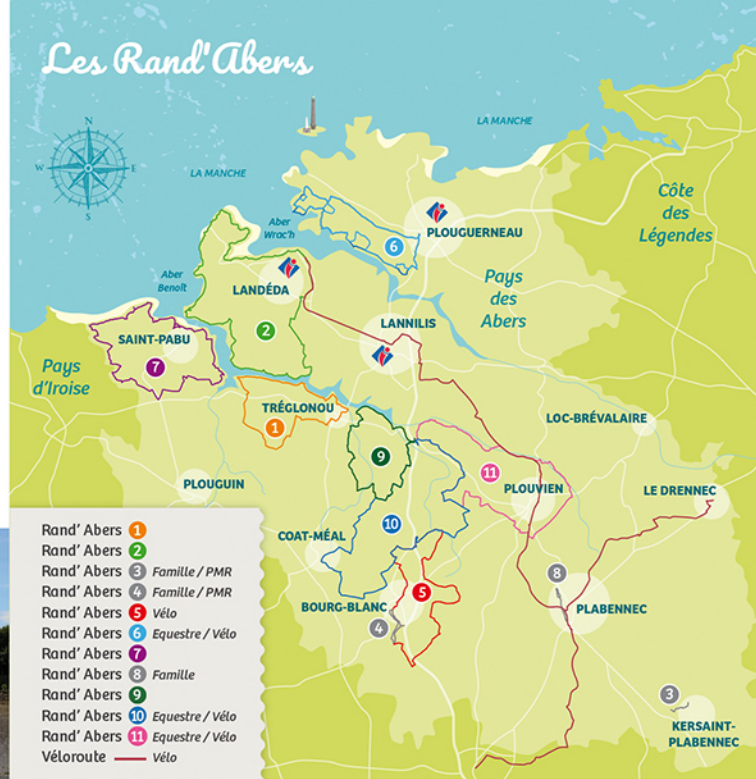 Les Rand'Abers
N
W
E
S
LA MANCHE
LA MANCHE
Côte
des
Légendes
Aber
Wrac'h
6
PLOUGUERNEAU
Aber
Benoît
LANDÉDA
Pays
des
Abers
2
LANNILIS
SAINT-PABU
7
Pays
d'Iroise
TRÉGLONOU
1
LOC-BRÉVALAIRE
9
11
PLOUVIEN
LE DRENNEC
PLOUGUIN
10
COAT-MÉAL
8
5
BOURG-BLANC
4
PLABENNEC
3
KERSAINT-
PLABENNEC
Rand' Abers 1
Rand' Abers 2
Rand' Abers 3 Famille / PMR
Rand' Abers 4 Famille / PMR
Rand' Abers 5 Vélo
Rand' Abers 6 Equestre / Vélo
Rand' Abers 7
Rand' Abers 8 Famille
Rand' Abers 9
Rand' Abers 10 Equestre / Vélo
Rand' Abers 11 Equestre / Vélo
Véloroute Vélo